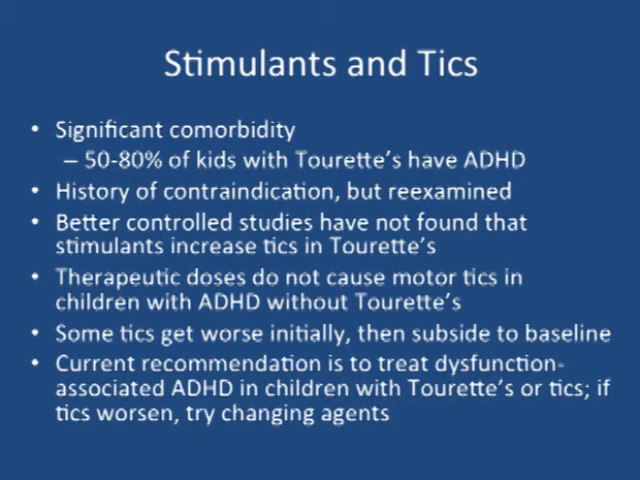 Stimulants and Tics
• Significant comorbidity
– 50-80% of kids with Tourette's have ADHD
• History of contraindication, but reexamined
• Better controlled studies have not found that
stimulants increase tics in Tourette's
• Therapeutic doses do not cause motor tics in
children with ADHD without Tourette's
• Some tics get worse initially, then subside to baseline
• Current recommendation is to treat dysfunction-
associated ADHD in children with Tourette's or tics; if
tics worsen, try changing agents